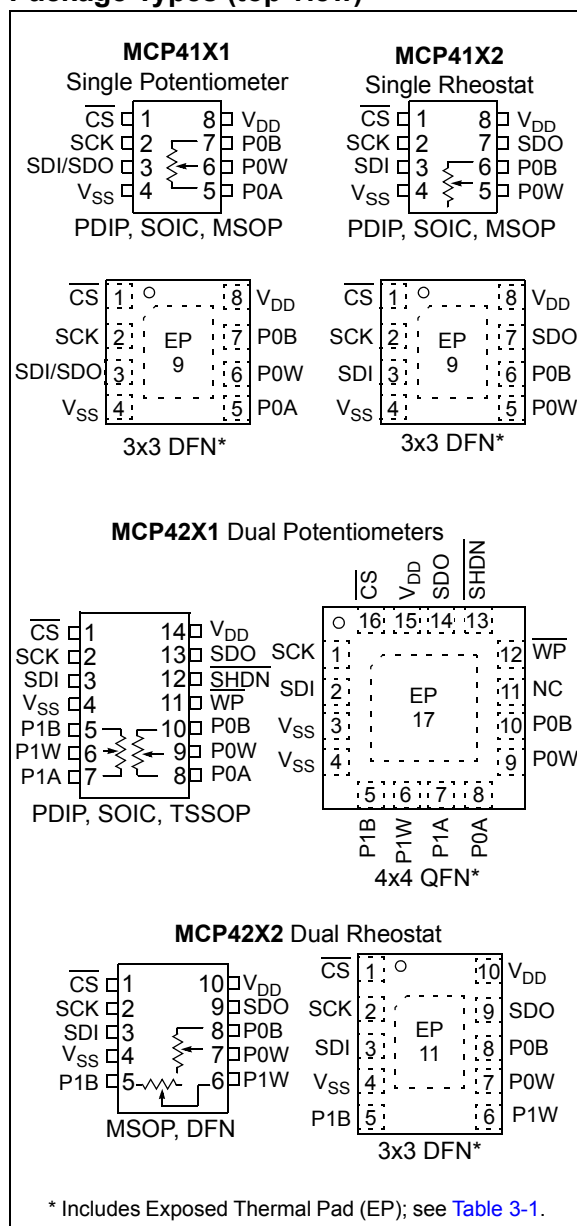 Package Types (top view)
MCP41X1
Single Potentiometer
CS 1 8 VDD
SCK 2 7 P0B
SDI/SDO 3 6 P0W
VSS 4 5 P0A
PDIP, SOIC, MSOP
MCP41X2
Single Rheostat
CS 1 8 VDD
SCK 2 7 SDO
SDI 3 6 P0B
VSS 4 5 P0W
PDIP, SOIC, MSOP
CS 1 8 VDD
SCK 2 EP 7 P0B
SDI/SDO 3 9 6 P0W
VSS 4 5 P0A
3x3 DFN*
CS 1 8 VDD
SCK 2 EP 7 SDO
SDI 3 9 6 P0B
VSS 4 5 P0W
3x3 DFN*
MCP42X1 Dual Potentiometers
CS 1 14 VDD
SCK 2 13 SDO
SDI 3 12 SHDN
VSS 4 11 WP
P1B 5 10 P0B
P1W 6 9 P0W
P1A 7 8 P0A
PDIP, SOIC, TSSOP
CS VDD SDO SHDN
16 15 14 13
SCK 1 12 WP
SDI 2 EP 11 NC
VSS 3 17 10 P0B
VSS 4 9 P0W
5 6 7 8
P1B P1W P1A P0A
4x4 QFN*
MCP42X2 Dual Rheostat
CS 1 10 VDD
SCK 2 9 SDO
SDI 3 8 P0B
VSS 4 7 P0W
P1B 5 6 P1W
MSOP, DFN
CS 1 10 VDD
SCK 2 EP 9 SDO
SDI 3 11 8 P0B
VSS 4 7 P0W
P1B 5 6 P1W
3x3 DFN*
* Includes Exposed Thermal Pad (EP); see Table 3-1.